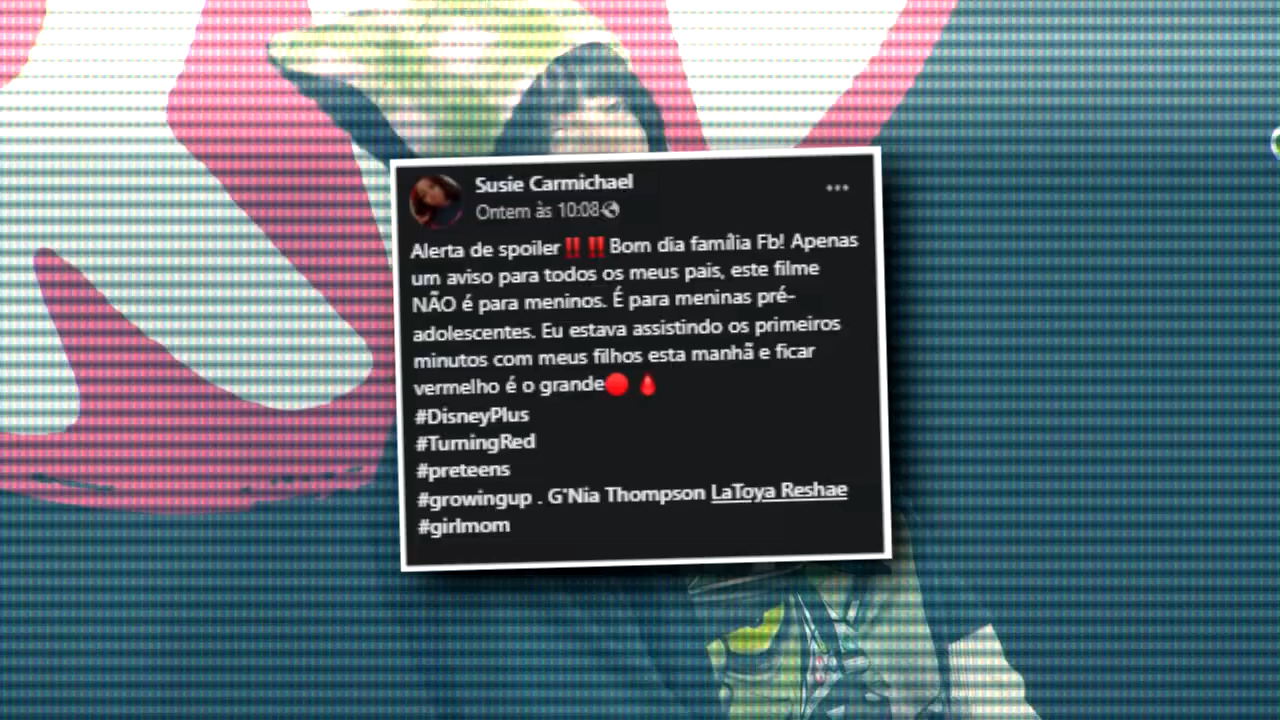 Susie Carmichael
Ontem às 10:08
Alerta de spoiler‼️ ‼️Bom dia família Fb! Apenas
um aviso para todos os meus pais, este filme
NÃO é para meninos. É para meninas pré-
adolescentes. Eu estava assistindo os primeiros
minutos com meus filhos esta manhã e ficar
vermelho é o grande🔴 🩸
#DisneyPlus
#TurningRed
#preteens
#growingup . G'Nia Thompson LaToya Reshae
#girlmom